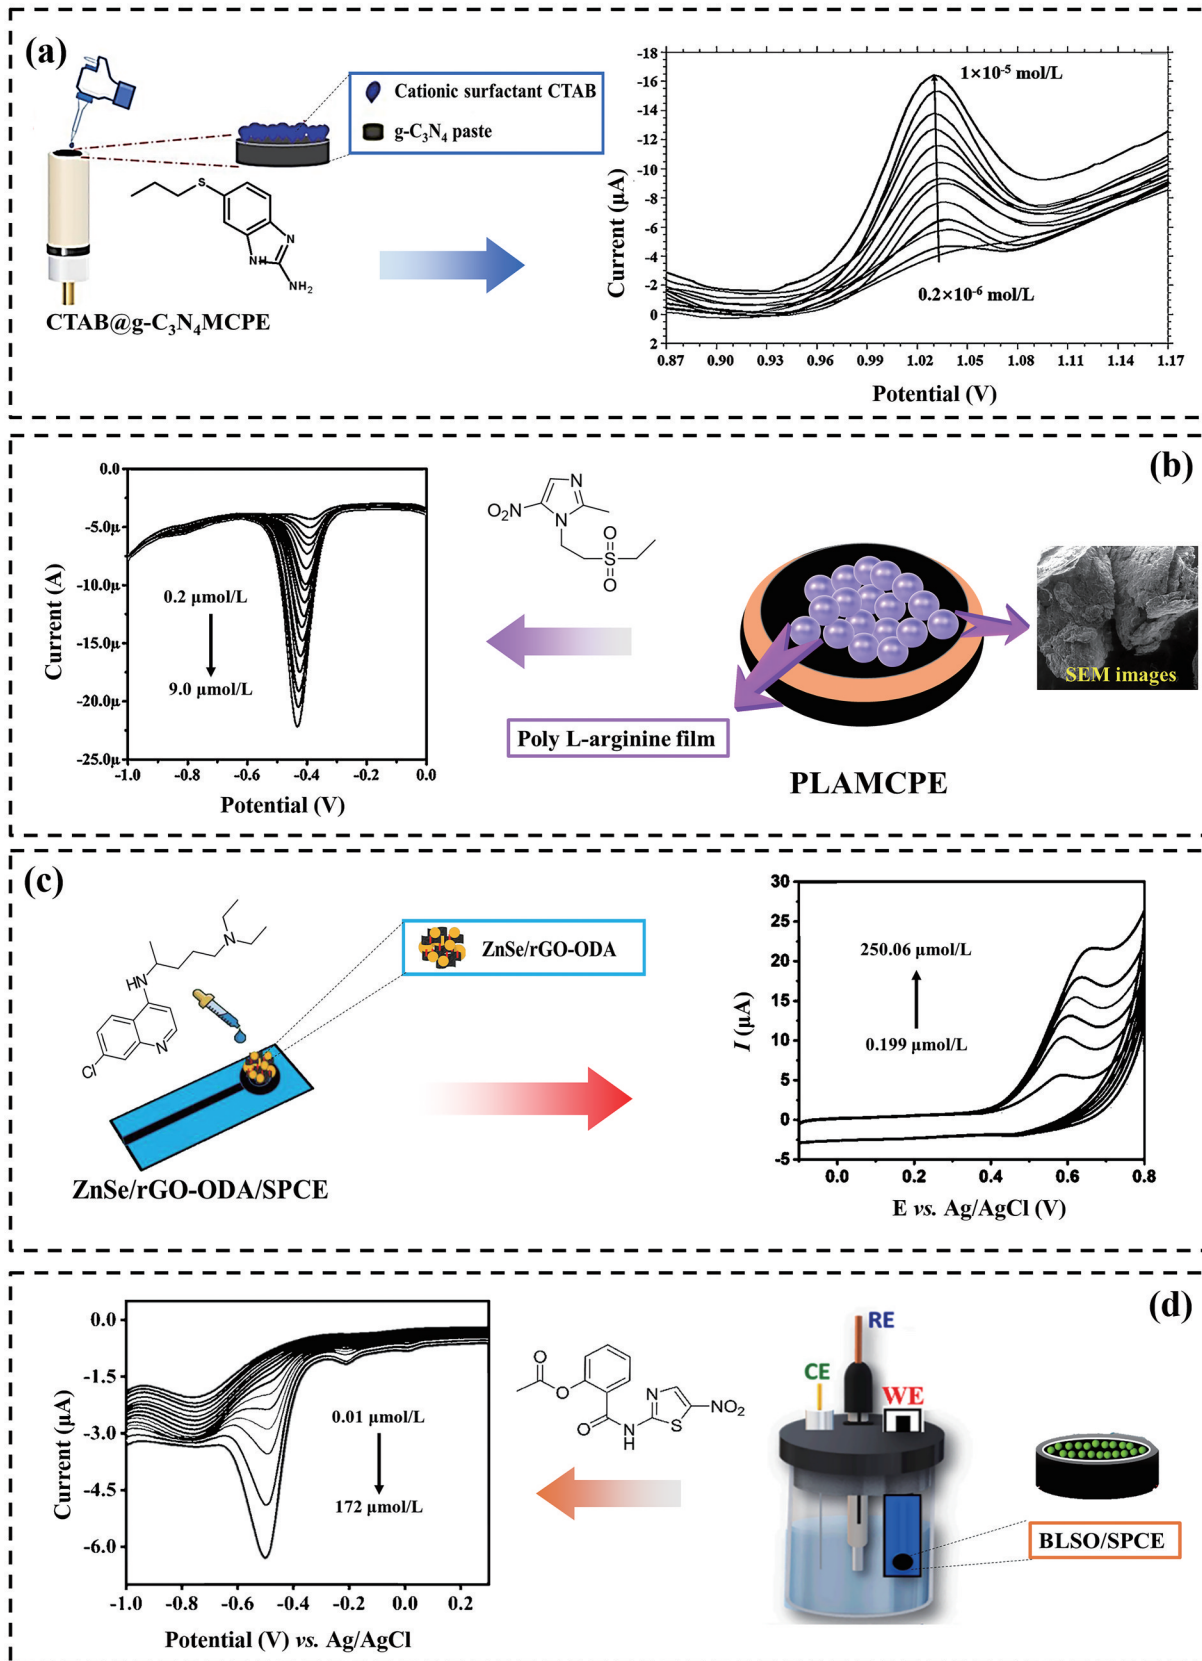 (a)
Cationic surfactant CTAB
g-C₃N₄ paste
S
N
NH
NH₂
CTAB@g-C₃N₄MCPE
Current (µA)
-18
-16
-14
-12
-10
-8
-6
-4
-2
0
2
1×10⁻⁵ mol/L
0.2×10⁻⁶ mol/L
0.87 0.90 0.93 0.96 0.99 1.02 1.05 1.08 1.11 1.14 1.17
Potential (V)
(b)
Current (A)
0.0
-5.0µ
-10.0µ
-15.0µ
-20.0µ
-25.0µ
0.2 µmol/L
9.0 µmol/L
-1.0 -0.8 -0.6 -0.4 -0.2 0.0
Potential (V)
N
O₂N
N
O
S
O
SEM images
Poly L-arginine film
PLAMCPE
(c)
N
HN
N
Cl
ZnSe/rGO-ODA
ZnSe/rGO-ODA/SPCE
I (µA)
30
25
20
15
10
5
0
-5
250.06 µmol/L
0.199 µmol/L
0.0 0.2 0.4 0.6 0.8
E vs. Ag/AgCl (V)
(d)
Current (µA)
0.0
-1.5
-3.0
-4.5
-6.0
0.01 µmol/L
172 µmol/L
-1.0 -0.8 -0.6 -0.4 -0.2 0.0 0.2
Potential (V) vs. Ag/AgCl
O
O
N
NO₂
S
O
N
H
RE
CE
WE
BLSO/SPCE